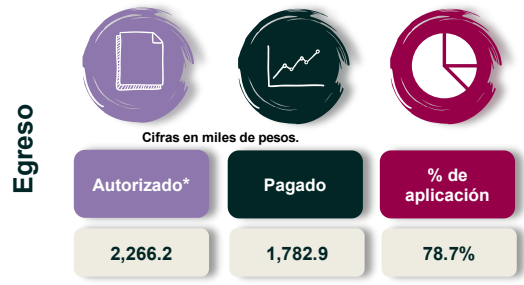 Egreso
Cifras en miles de pesos.
Autorizado*
Pagado
% de
aplicación
2,266.2
1,782.9
78.7%